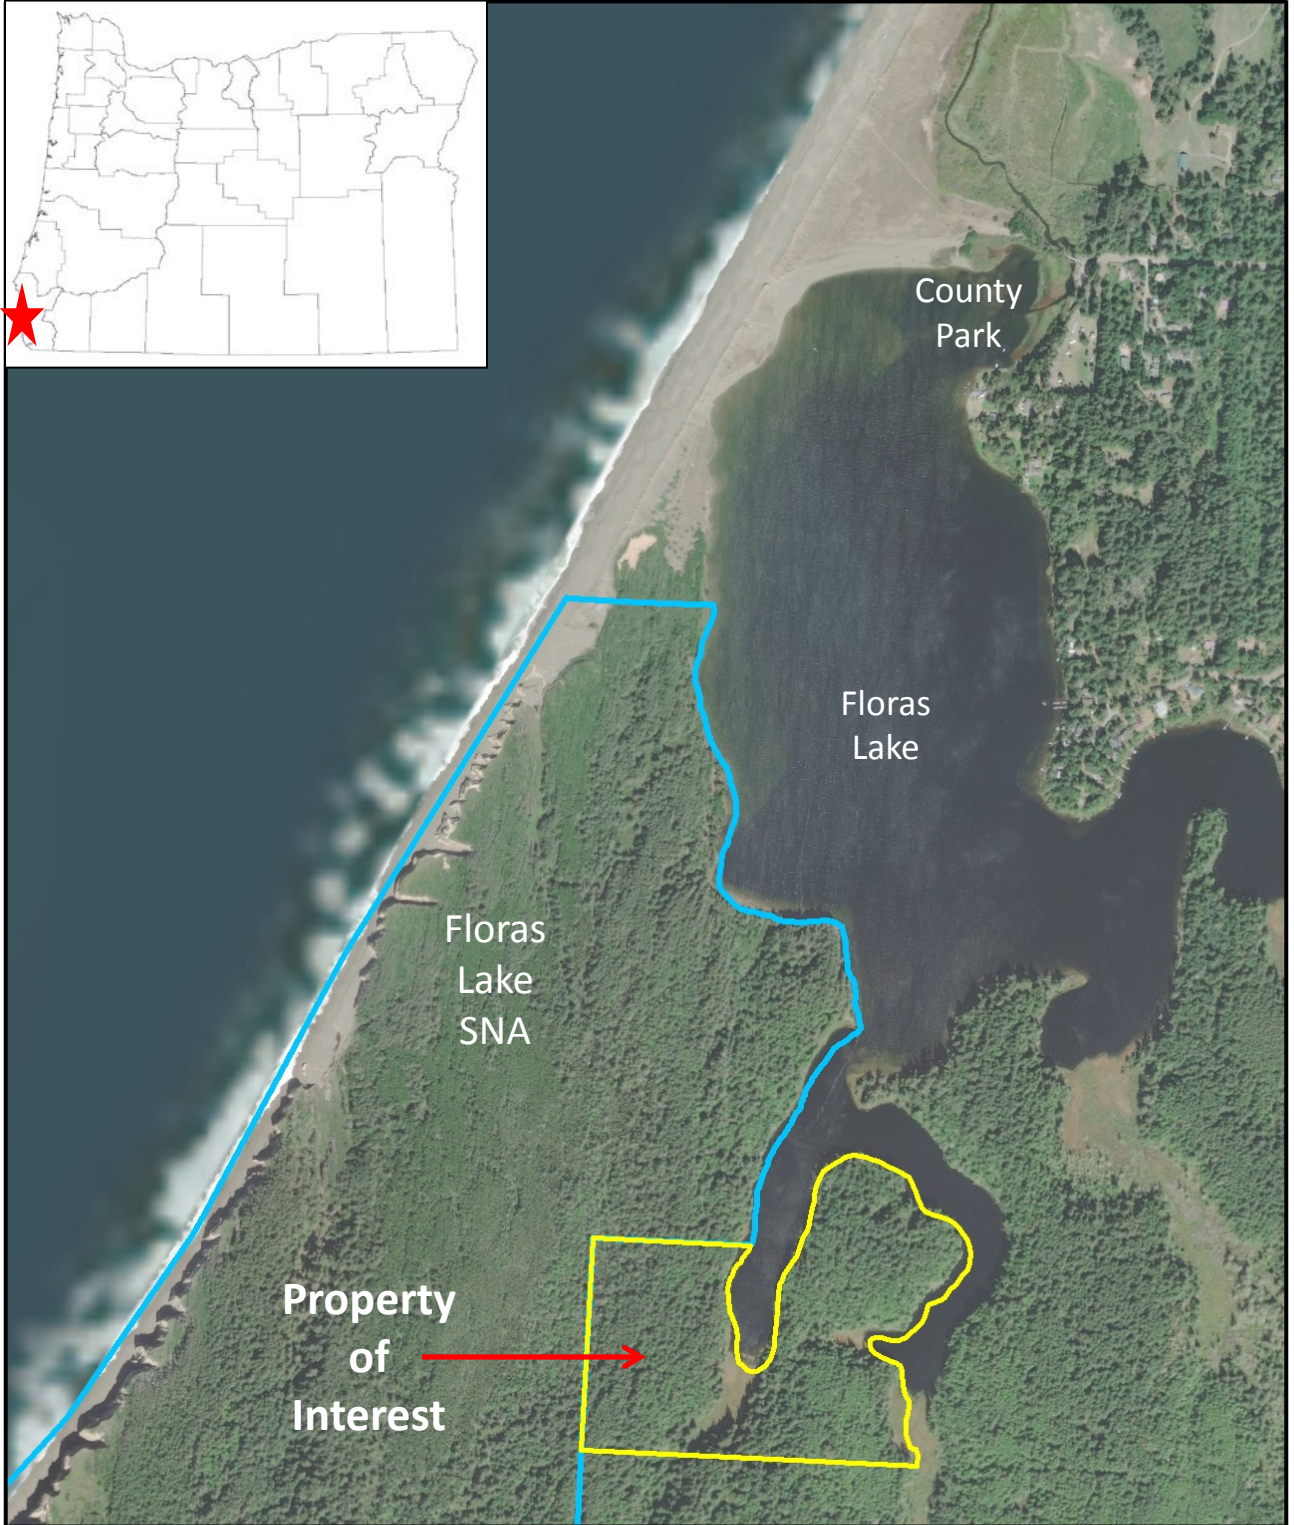 County
Park
Floras
Lake
Floras
Lake
SNA
Property
of
Interest